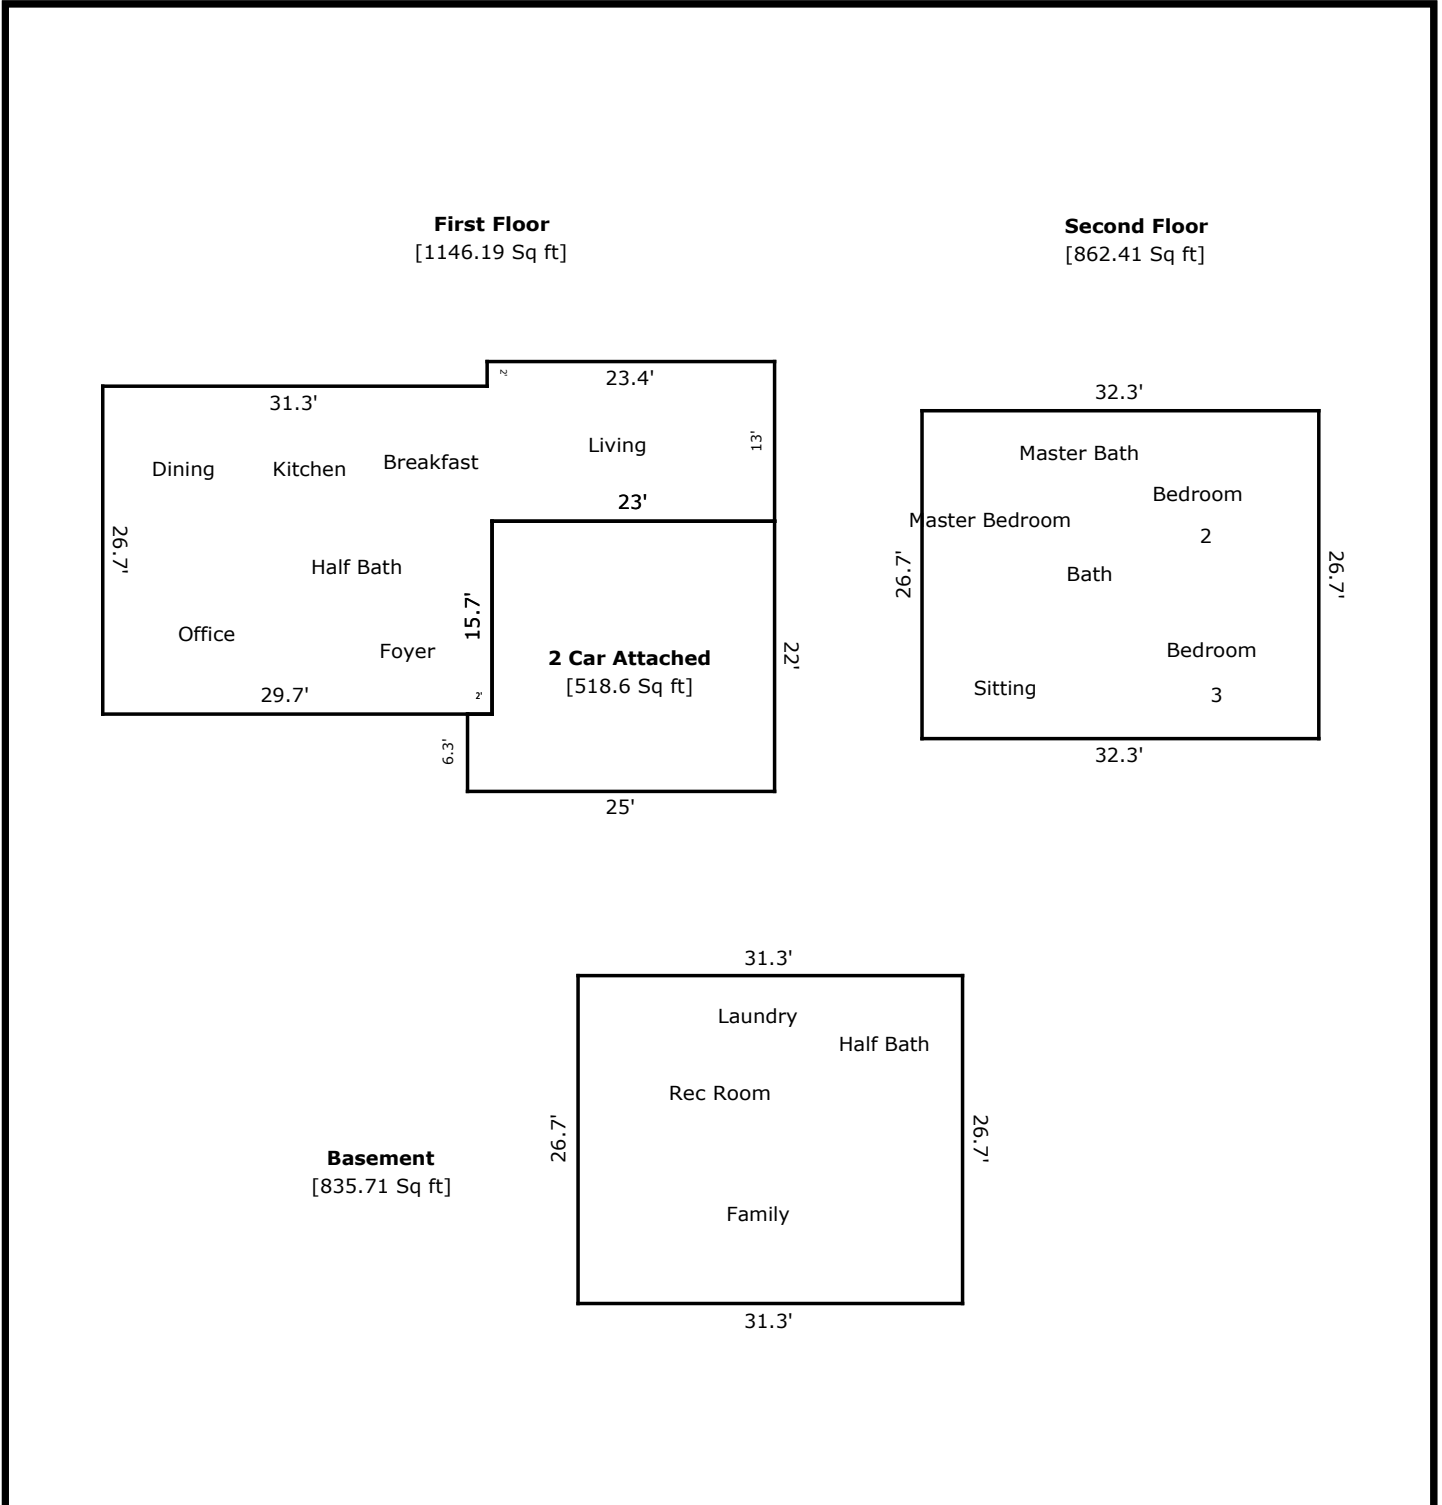 First Floor
[1146.19 Sq ft]
Second Floor
[862.41 Sq ft]
2'
23.4'
31.3'
13'
Living
Dining
Kitchen
Breakfast
23'
26.7'
Half Bath
15.7'
Office
Foyer
29.7'
2'
2 Car Attached
[518.6 Sq ft]
22'
6.3'
25'
32.3'
Master Bath
Bedroom
2
Master Bedroom
26.7'
Bath
26.7'
Bedroom
3
Sitting
32.3'
31.3'
Laundry
Half Bath
Rec Room
26.7'
26.7'
Basement
[835.71 Sq ft]
Family
31.3'